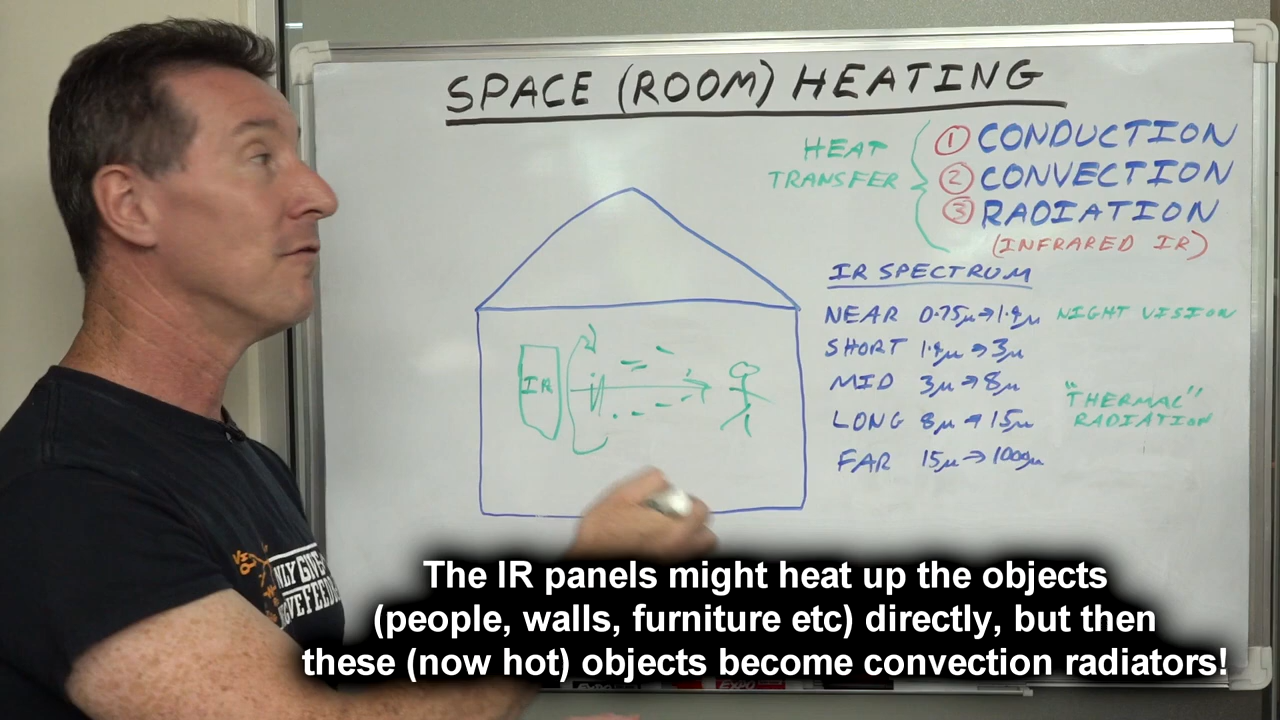 SPACE (ROOM) HEATING
HEAT
TRANSFER
1 CONDUCTION
2 CONVECTION
3 RADIATION
(INFRARED IR)
IR SPECTRUM
NEAR 0.75µ→1.4µ NIGHT VISION
SHORT 1.4µ→3µ
MID 3µ→8µ
"THERMAL"
RADIATION
LONG 8µ→15µ
FAR 15µ→1000µ
IR
The IR panels might heat up the objects
(people, walls, furniture etc) directly, but then
these (now hot) objects become convection radiators!